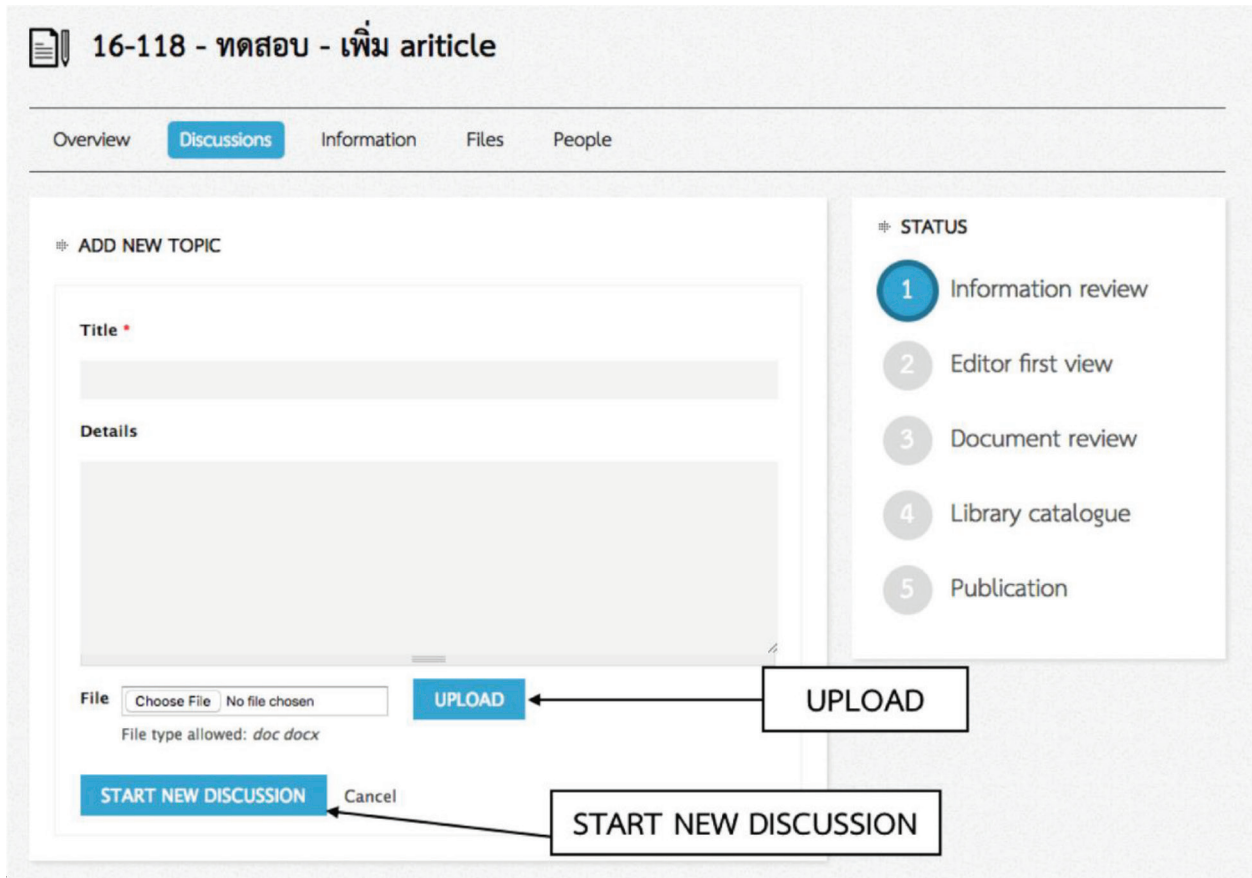 16-118 - ทดสอบ - เพิ่ม ariticle
Overview Discussions Information Files People
ADD NEW TOPIC
Title *
Details
File Choose File No file chosen UPLOAD
File type allowed: doc docx
START NEW DISCUSSION Cancel
STATUS
1 Information review
2 Editor first view
3 Document review
4 Library catalogue
5 Publication
UPLOAD
START NEW DISCUSSION